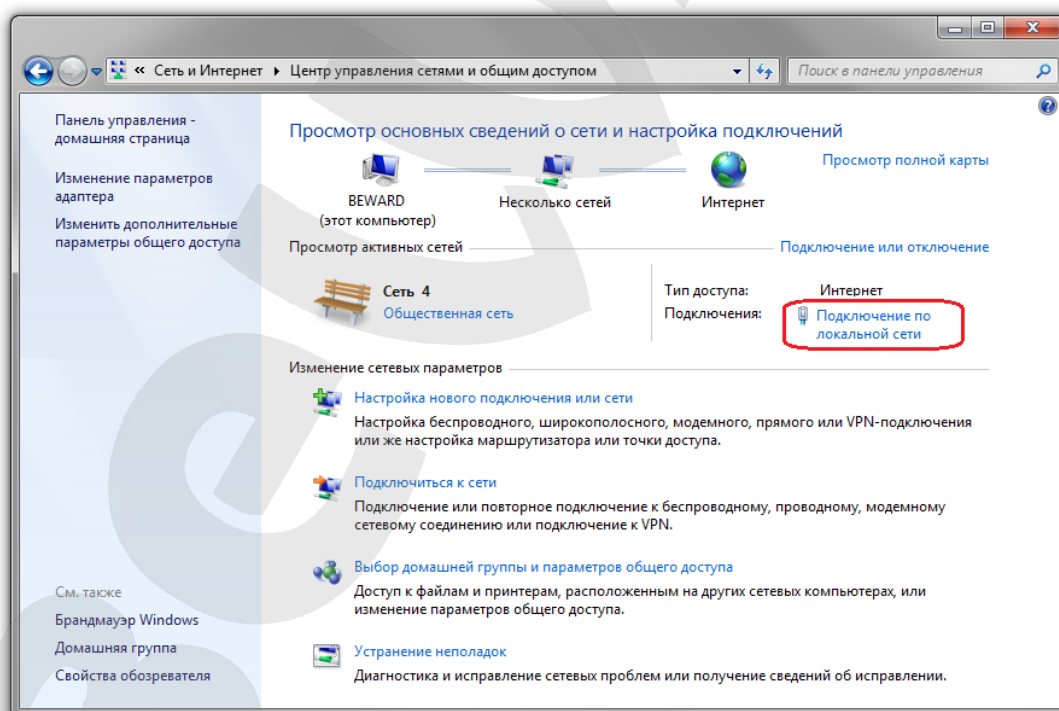 « Сеть и Интернет ▸ Центр управления сетями и общим доступом
Поиск в панели управления
Панель управления -
домашняя страница
Изменение параметров
адаптера
Изменить дополнительные
параметры общего доступа
См. также
Брандмауэр Windows
Домашняя группа
Свойства обозревателя
Просмотр основных сведений о сети и настройка подключений
Просмотр полной карты
BEWARD
(этот компьютер)
Несколько сетей
Интернет
Просмотр активных сетей
Подключение или отключение
Сеть 4
Общественная сеть
Тип доступа: Интернет
Подключения: Подключение по
локальной сети
Изменение сетевых параметров
Настройка нового подключения или сети
Настройка беспроводного, широкополосного, модемного, прямого или VPN-подключения
или же настройка маршрутизатора или точки доступа.
Подключиться к сети
Подключение или повторное подключение к беспроводному, проводному, модемному
сетевому соединению или подключение к VPN.
Выбор домашней группы и параметров общего доступа
Доступ к файлам и принтерам, расположенным на других сетевых компьютерах, или
изменение параметров общего доступа.
Устранение неполадок
Диагностика и исправление сетевых проблем или получение сведений об исправлении.